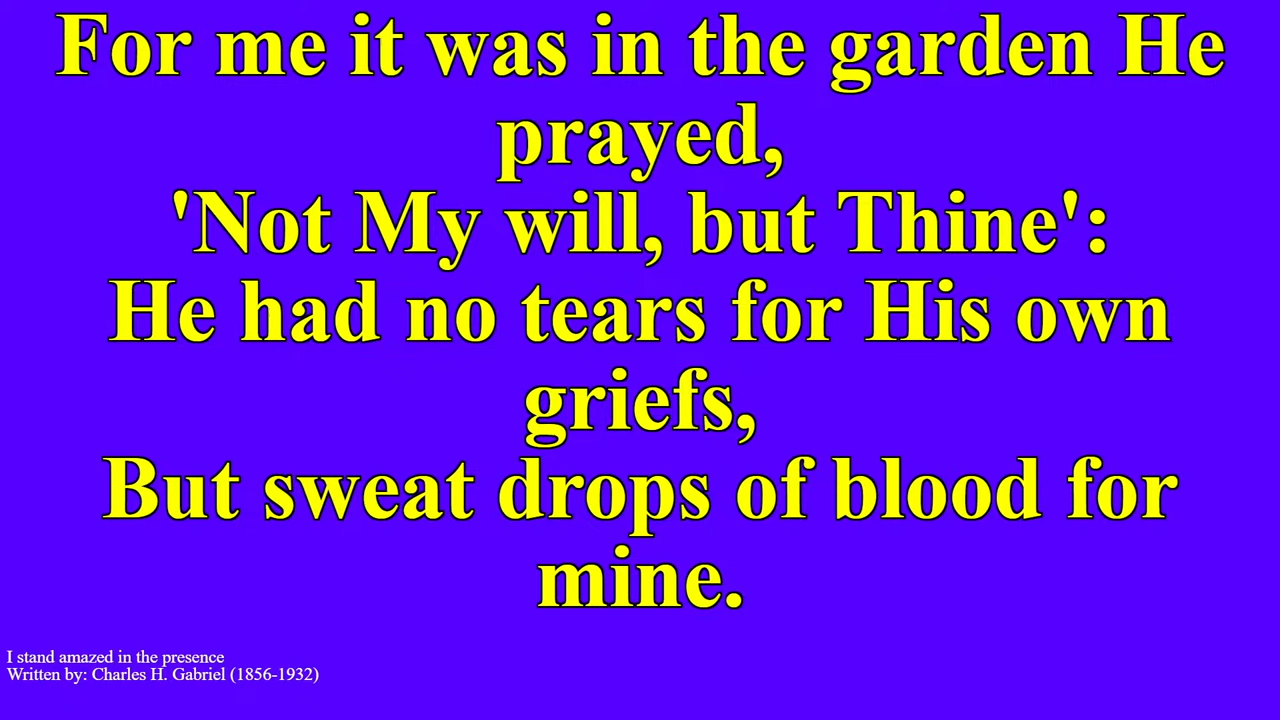 For me it was in the garden He
prayed,
'Not My will, but Thine':
He had no tears for His own
griefs,
But sweat drops of blood for
mine.
I stand amazed in the presence
Written by: Charles H. Gabriel (1856-1932)